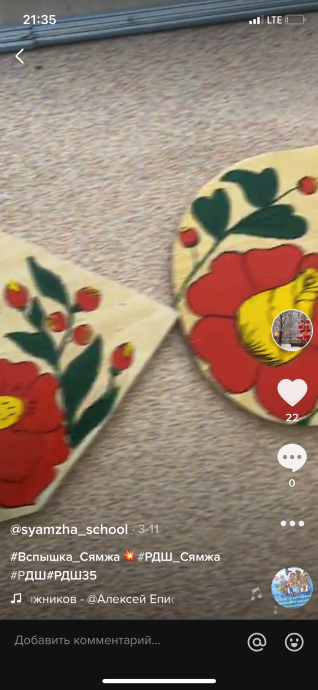 21:35 LTE
22
0
@syamzha_school · 3-11
#Вспышка_Сямжа 💥 #РДШ_Сямжа
#РДШ#РДШ35
жников - @Алексей Епи
Добавить комментарий...